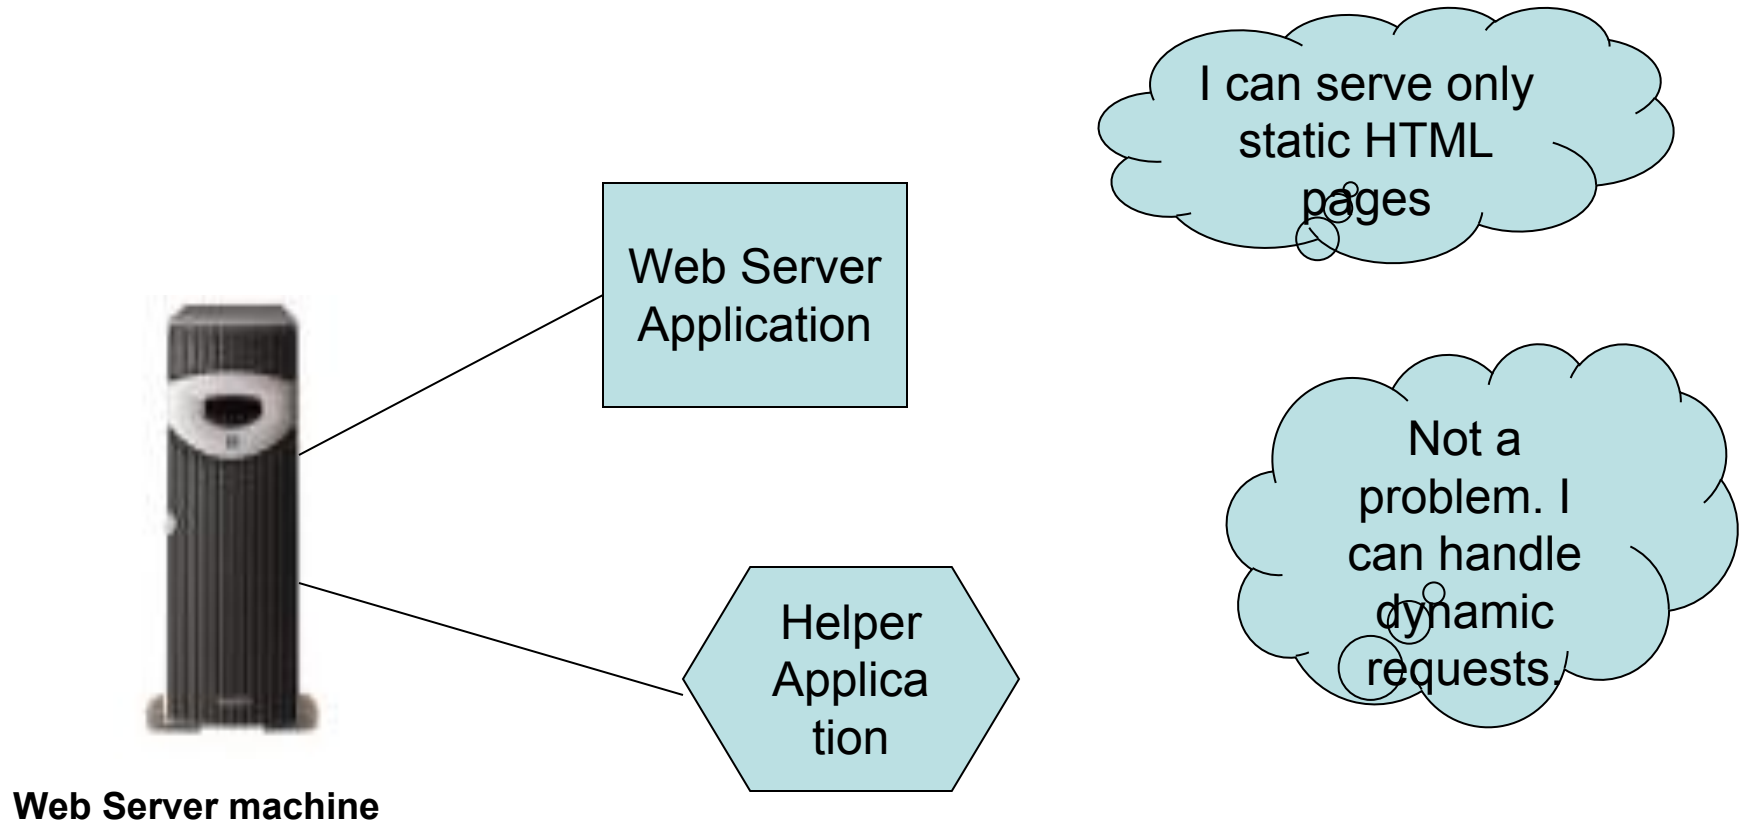 I can serve only
static HTML
pages
Web Server
Application
Not a
problem. I
can handle
dynamic
requests.
Helper
Applica
tion
Web Server machine